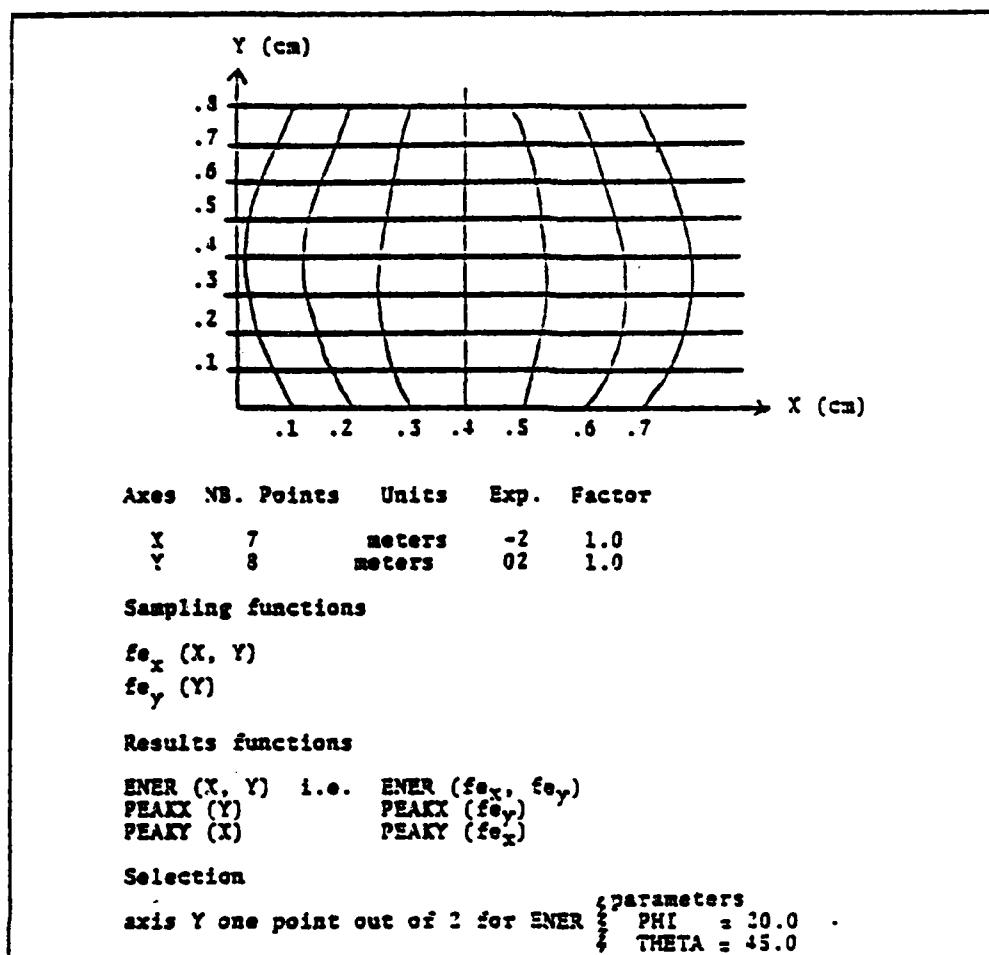 Y (cm)
.8
.7
.6
.5
.4
.3
.2
.1
X (cm)
.1 .2 .3 .4 .5 .6 .7
Axes NB. Points Units Exp. Factor
X 7 meters -2 1.0
Y 8 meters 02 1.0
Sampling functions
fe_x (X, Y)
fe_y (Y)
Results functions
ENER (X, Y) i.e. ENER (fe_x, fe_y)
PEAKX (Y) PEAKX (fe_y)
PEAKY (X) PEAKY (fe_x)
Selection
parameters
axis Y one point out of 2 for ENER PHI = 20.0
THETA = 45.0